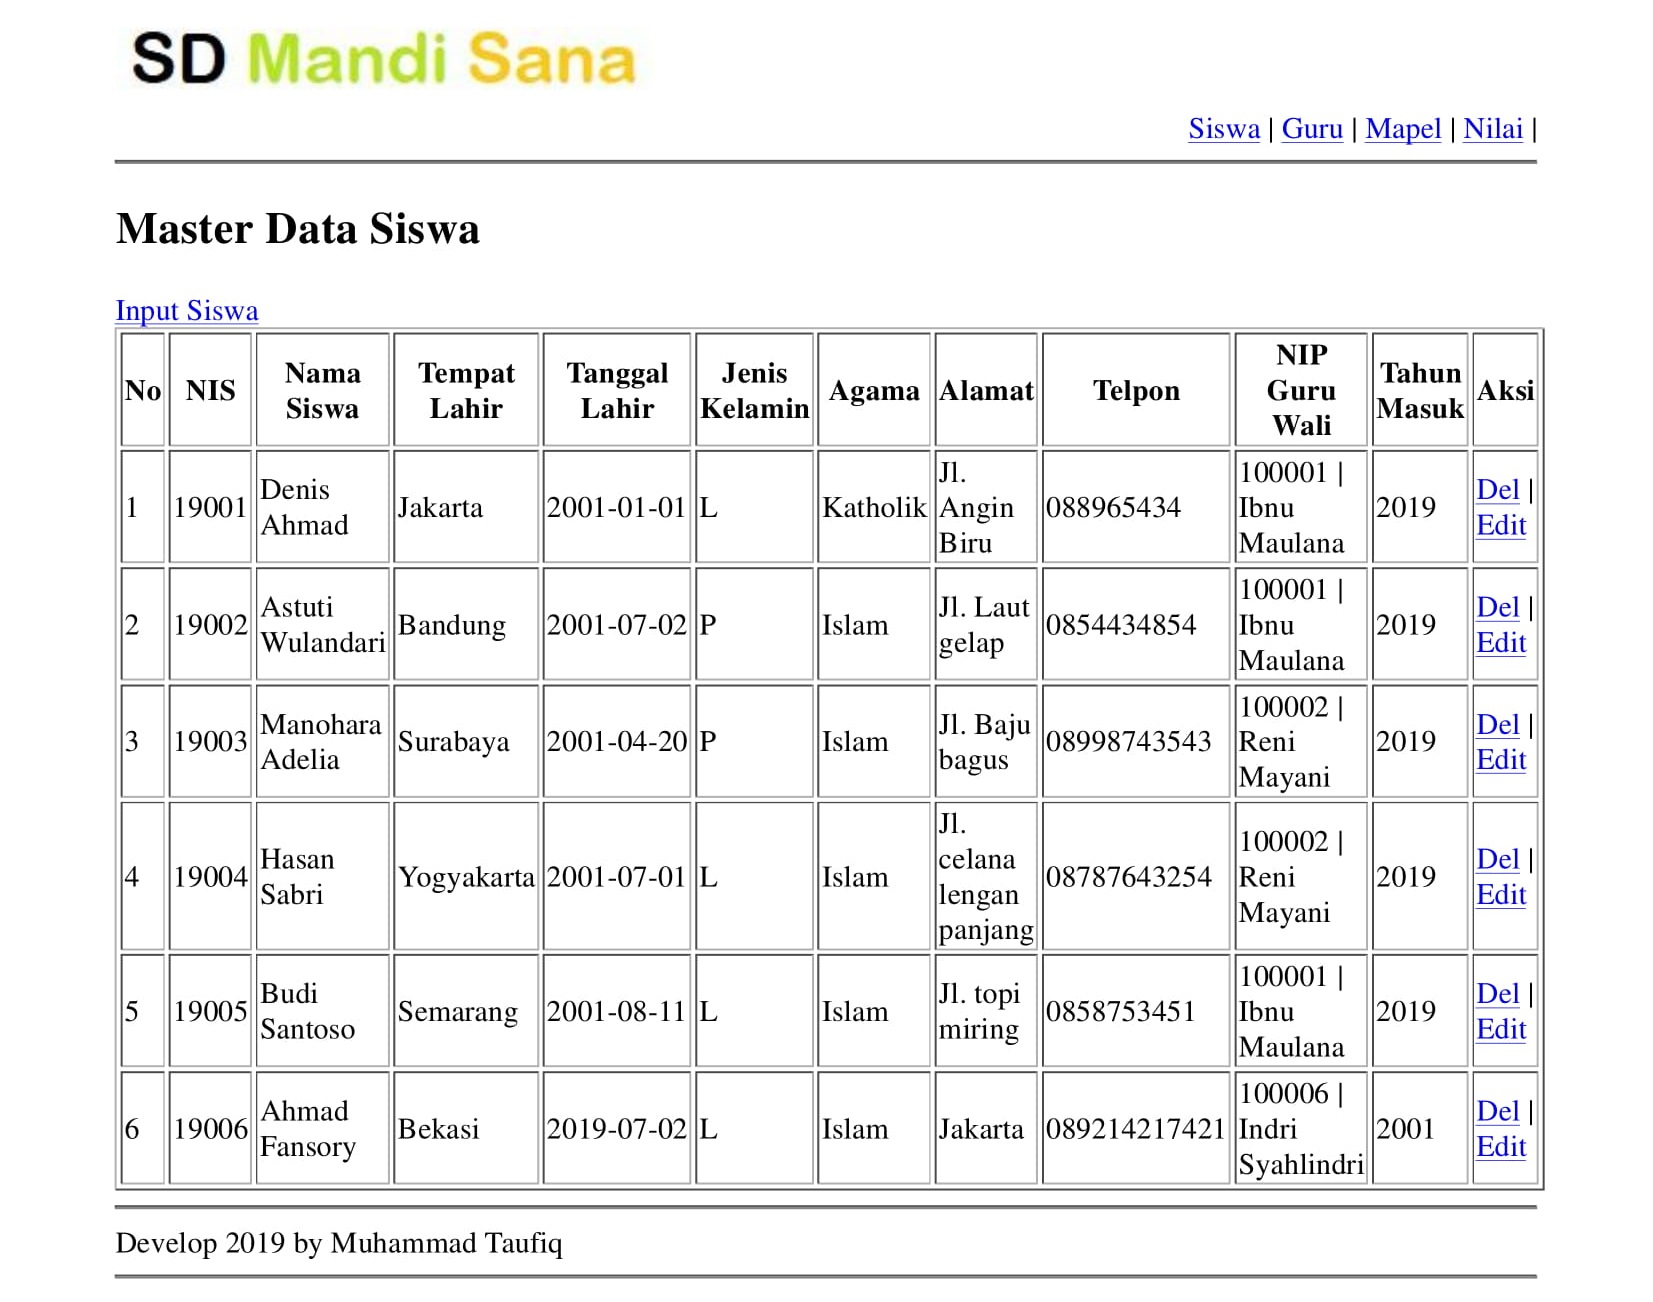 SD Mandi Sana
Siswa | Guru | Mapel | Nilai |
Master Data Siswa
Input Siswa
No NIS Nama Siswa Tempat Lahir Tanggal Lahir Jenis Kelamin Agama Alamat Telpon NIP Guru Wali Tahun Masuk Aksi
1 19001 Denis Ahmad Jakarta 2001-01-01 L Katholik Jl. Angin Biru 088965434 100001 | Ibnu Maulana 2019 Del | Edit
2 19002 Astuti Wulandari Bandung 2001-07-02 P Islam Jl. Laut gelap 0854434854 100001 | Ibnu Maulana 2019 Del | Edit
3 19003 Manohara Adelia Surabaya 2001-04-20 P Islam Jl. Baju bagus 08998743543 100002 | Reni Mayani 2019 Del | Edit
4 19004 Hasan Sabri Yogyakarta 2001-07-01 L Islam Jl. celana lengan panjang 08787643254 100002 | Reni Mayani 2019 Del | Edit
5 19005 Budi Santoso Semarang 2001-08-11 L Islam Jl. topi miring 0858753451 100001 | Ibnu Maulana 2019 Del | Edit
6 19006 Ahmad Fansory Bekasi 2019-07-02 L Islam Jakarta 089214217421 100006 | Indri Syahlindri 2001 Del | Edit
Develop 2019 by Muhammad Taufiq